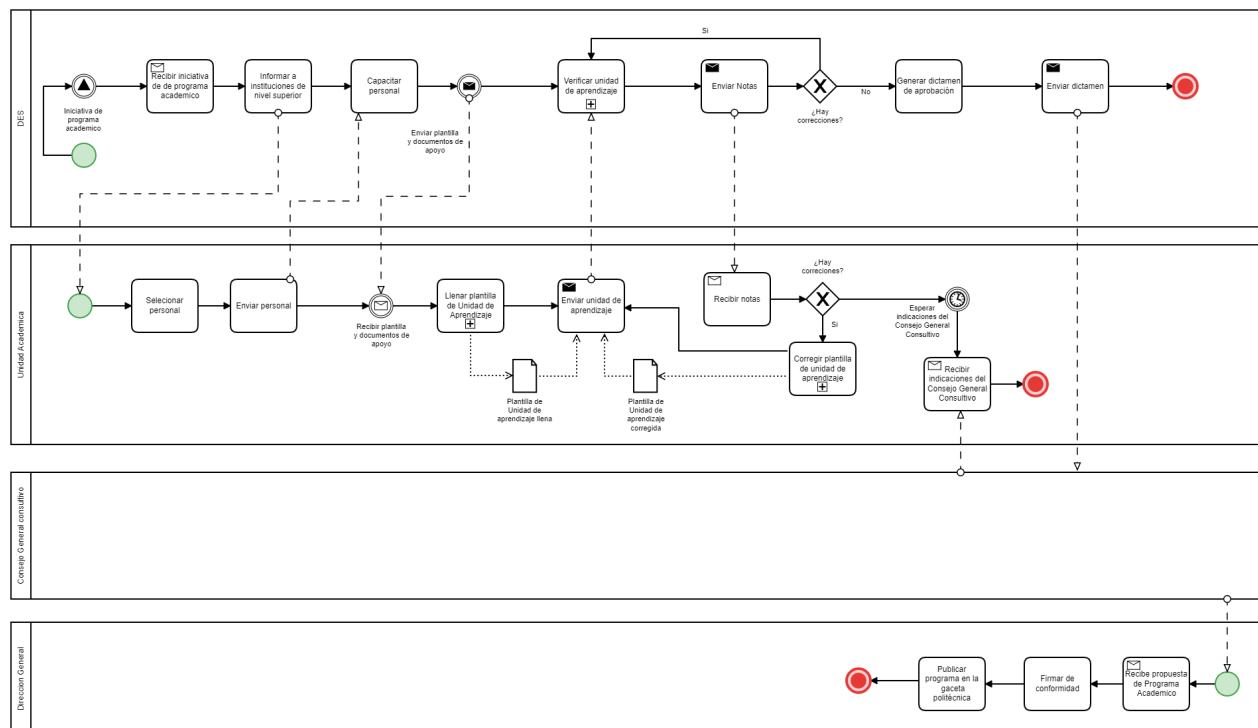 DES
Iniciativa de
programa
academico
Recibir iniciativa
de de programa
academico
Informar a
instituciones de
nivel superior
Capacitar
personal
Enviar plantilla
y documentos de
apoyo
Verificar unidad
de aprendizaje
Enviar Notas
Si
¿Hay
correcciones?
No
Generar dictamen
de aprobación
Enviar dictamen
Unidad Academica
Selecionar
personal
Enviar personal
Recibir plantilla
y documentos de
apoyo
Llenar plantilla
de Unidad de
Aprendizaje
Enviar unidad de
aprendizaje
Plantilla de
Unidad de
aprendizaje llena
Plantilla de
Unidad de
aprendizaje
corregida
Recibir notas
¿Hay
correciones?
Si
Corregir plantilla
de unidad de
aprendizaje
Esperar
indicaciones del
Consejo General
Consultivo
Recibir
indicaciones del
Consejo General
Consultivo
Consejo General consultivo
Direccion General
Publicar
programa en la
gaceta
politécnica
Firmar de
conformidad
Recibe propuesta
de Programa
Academico